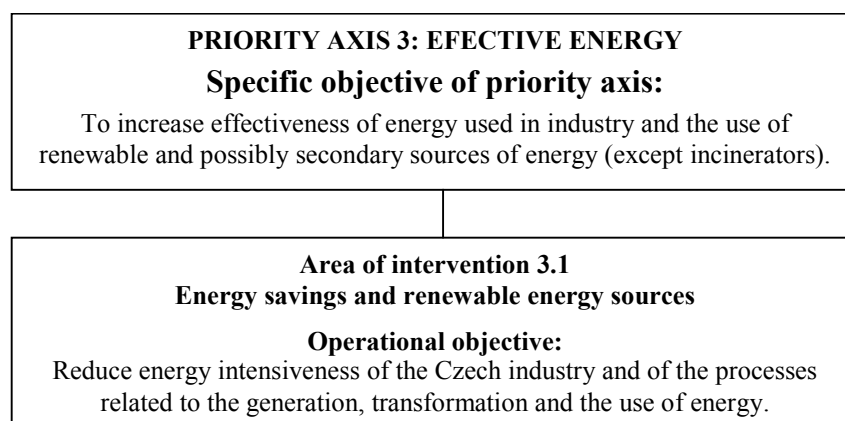 PRIORITY AXIS 3: EFECTIVE ENERGY
Specific objective of priority axis:
To increase effectiveness of energy used in industry and the use of
renewable and possibly secondary sources of energy (except incinerators).
Area of intervention 3.1
Energy savings and renewable energy sources
Operational objective:
Reduce energy intensiveness of the Czech industry and of the processes
related to the generation, transformation and the use of energy.